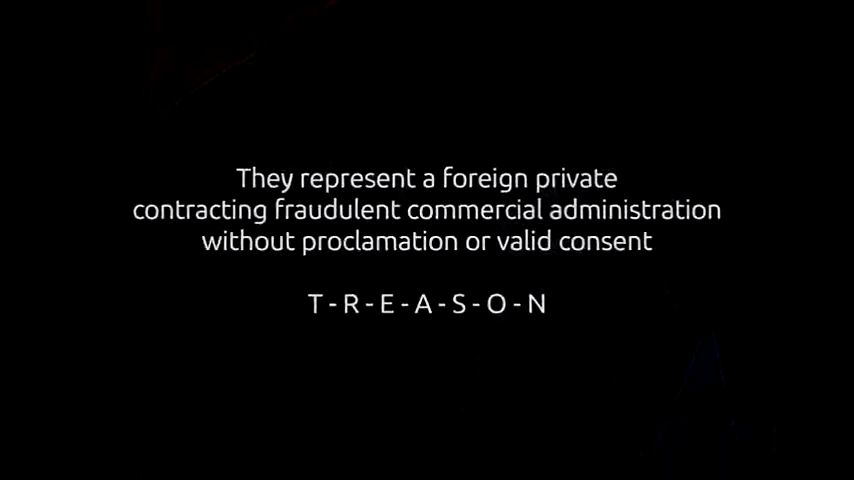 They represent a foreign private
contracting fraudulent commercial administration
without proclamation or valid consent
T-R-E-A-S-O-N